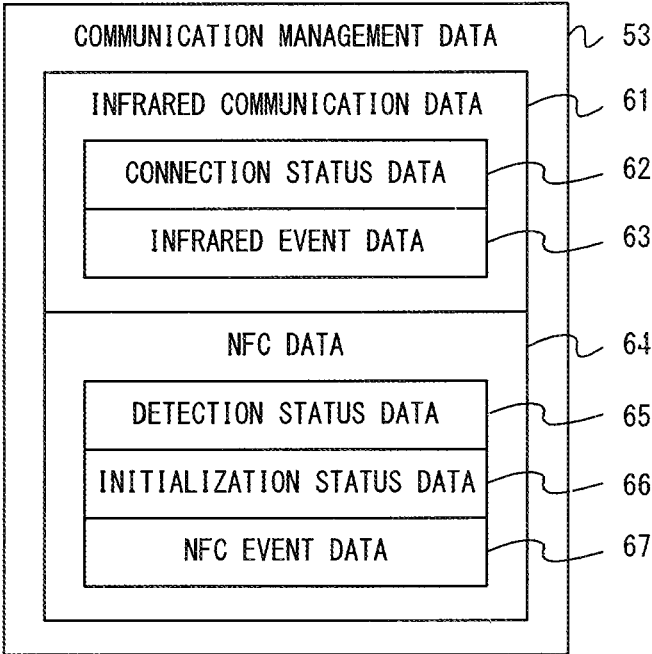 COMMUNICATION MANAGEMENT DATA 53
INFRARED COMMUNICATION DATA 61
CONNECTION STATUS DATA 62
INFRARED EVENT DATA 63
NFC DATA 64
DETECTION STATUS DATA 65
INITIALIZATION STATUS DATA 66
NFC EVENT DATA 67